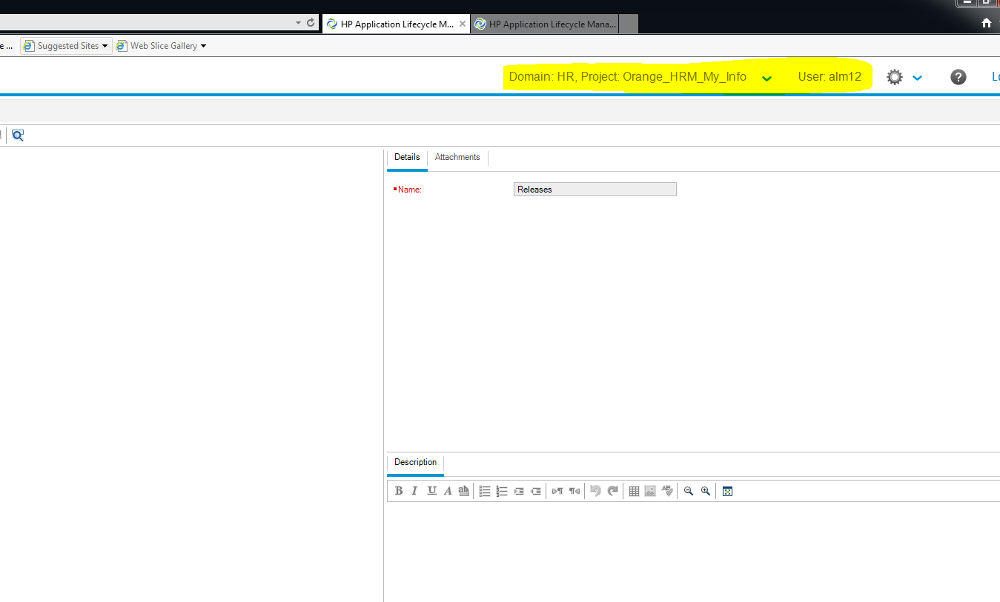 HP Application Lifecycle M... HP Application Lifecycle Mana...
e ... Suggested Sites Web Slice Gallery
Domain: HR, Project: Orange_HRM_My_Info User: alm12 ? Lo
Details Attachments
Name: Releases
Description
B I U A ab